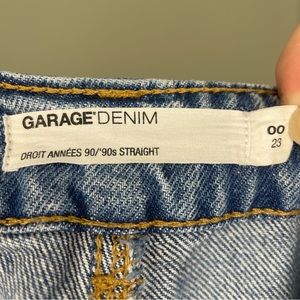 GARAGE®DENIM
DROIT ANNÉES 90/'90s STRAIGHT
00
23